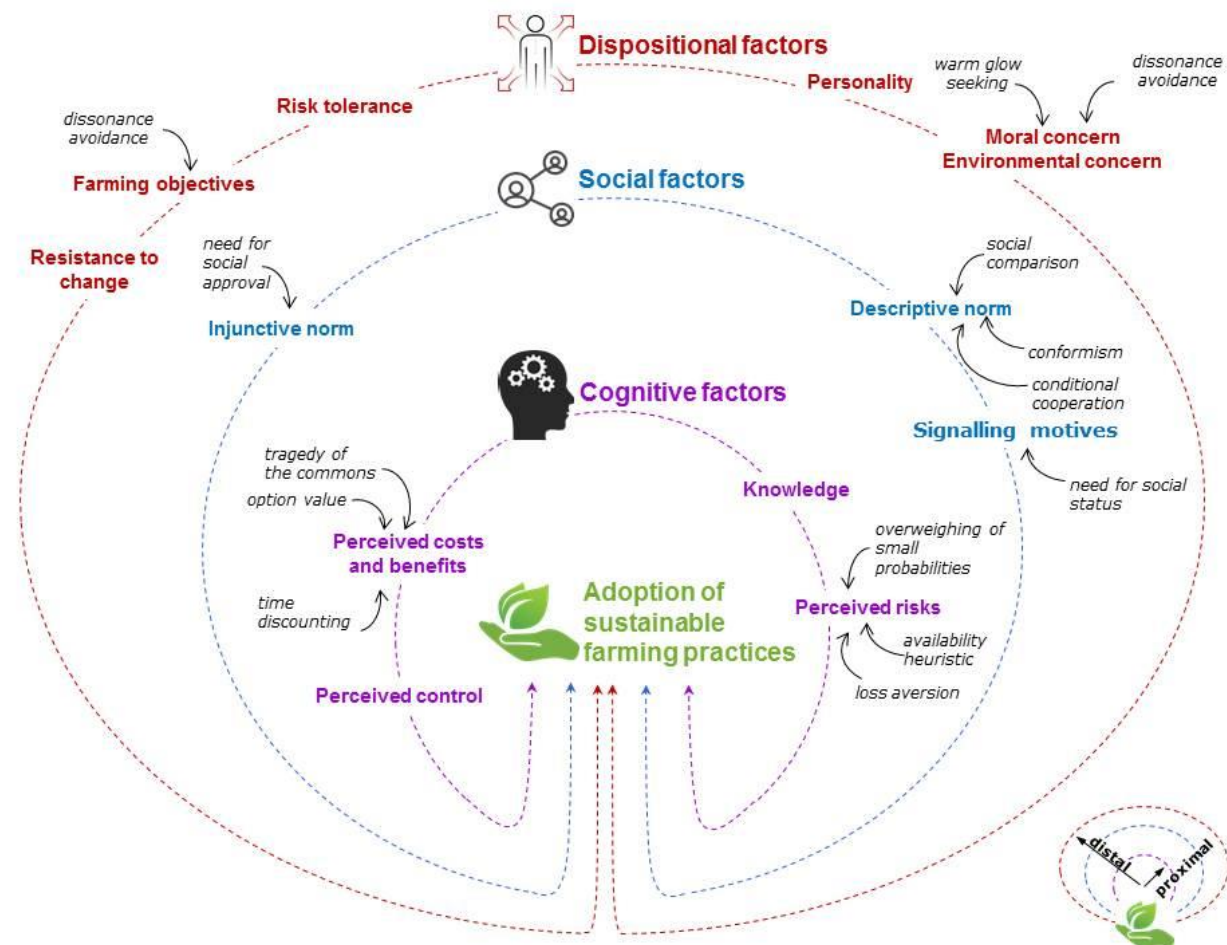 Dispositional factors
Personality
warm glow
seeking
dissonance
avoidance
Risk tolerance
dissonance
avoidance
Moral concern
Environmental concern
Farming objectives
Social factors
Resistance to
change
need for
social
approval
social
comparison
Injunctive norm
Descriptive norm
conformism
conditional
cooperation
Cognitive factors
Signalling motives
tragedy of
the commons
option value
Knowledge
need for social
status
Perceived costs
and benefits
overweighing of
small
probabilities
time
discounting
Adoption of
sustainable
farming practices
Perceived risks
availability
heuristic
loss aversion
Perceived control
distal
proximal